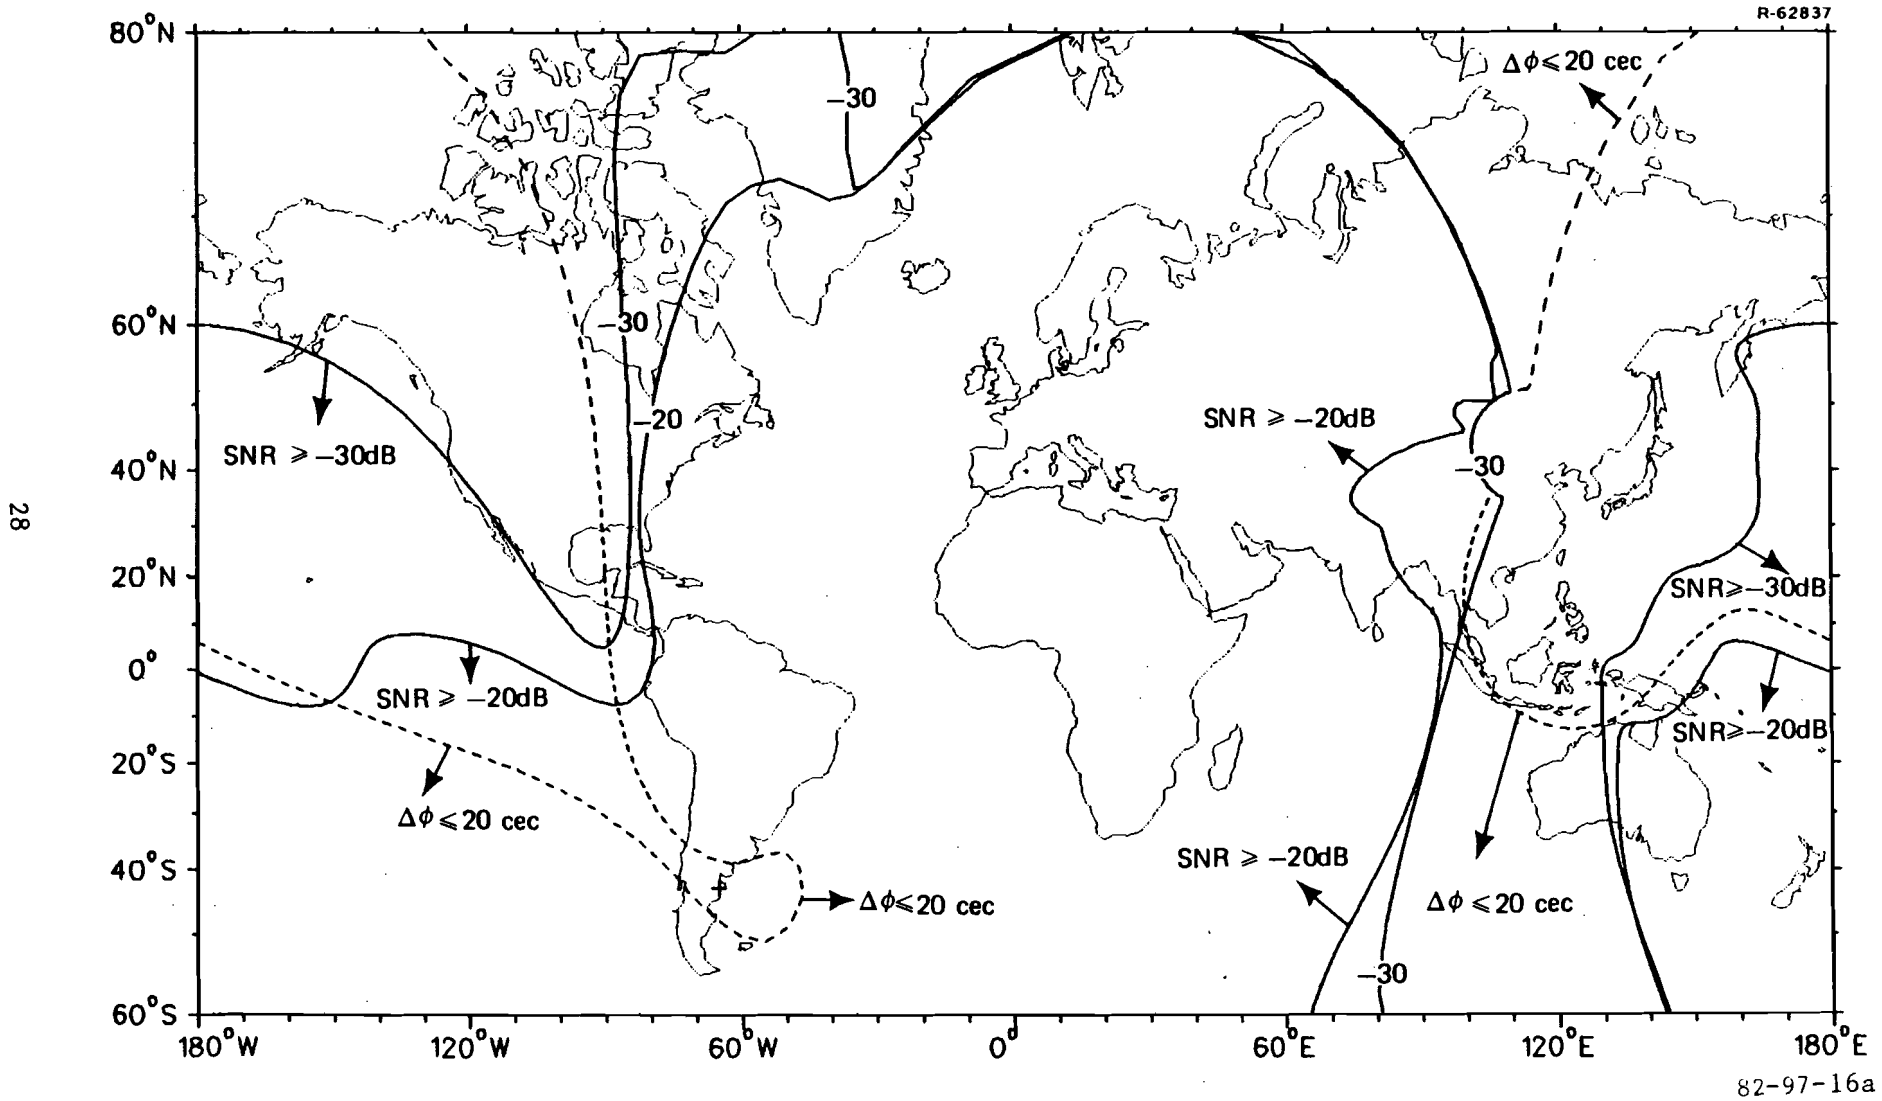 R-62837
80°N
Δϕ ⩽ 20 cec
−30
60°N
−30
−20
SNR ⩾ −20dB
SNR ⩾ −30dB
40°N
−30
28
20°N
SNR ⩾ −30dB
0°
SNR ⩾ −20dB
SNR ⩾ −20dB
20°S
Δϕ ⩽ 20 cec
SNR ⩾ −20dB
40°S
Δϕ ⩽ 20 cec
Δϕ ⩽ 20 cec
−30
60°S
180°W 120°W 60°W 0° 60°E 120°E 180°E
82-97-16a